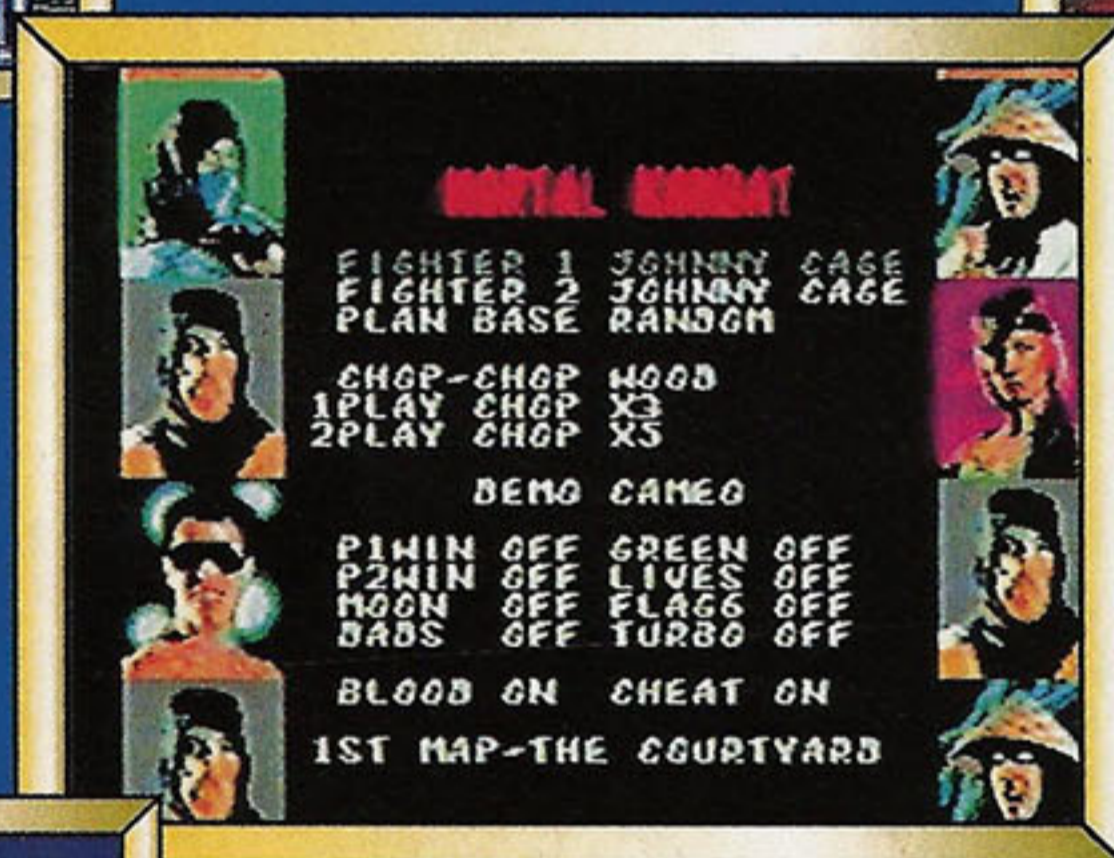 MORTAL KOMBAT
FIGHTER 1 JOHNNY CAGE
FIGHTER 2 JOHNNY CAGE
PLAN BASE RANDOM
CHOP-CHOP WOOD
1PLAY CHOP X3
2PLAY CHOP X5
DEMO CAMEO
P1WIN OFF GREEN OFF
P2WIN OFF LIVES OFF
MOON OFF FLAGS OFF
DADS OFF TURBO OFF
BLOOD ON CHEAT ON
1ST MAP-THE COURTYARD